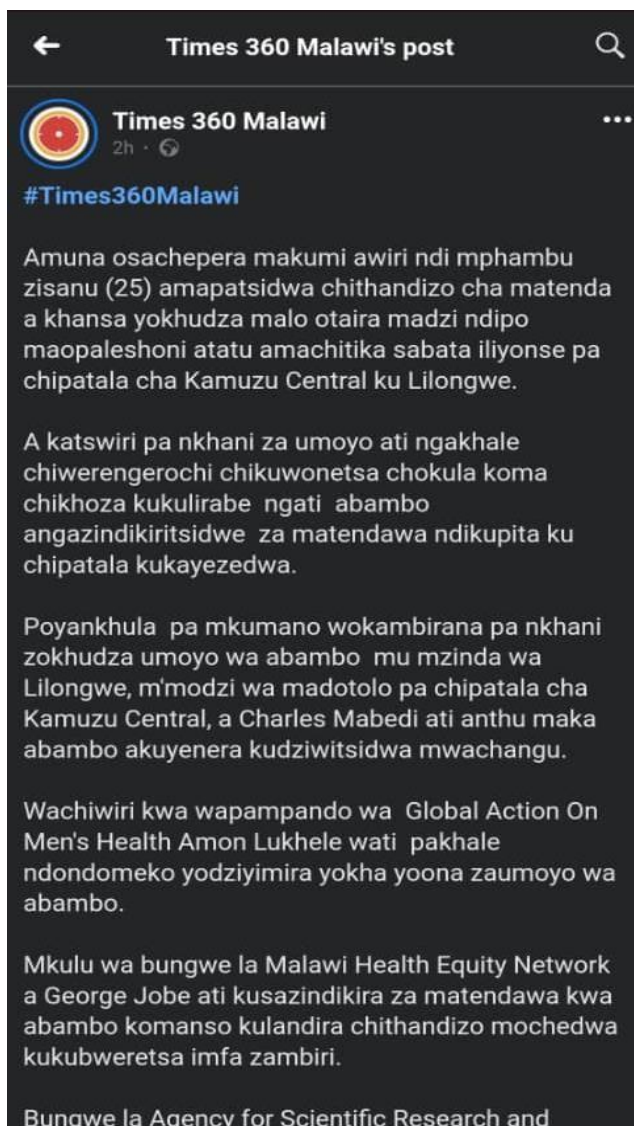 Times 360 Malawi's post
Times 360 Malawi
2h ·
#Times360Malawi
Amuna osachepera makumi awiri ndi mphambu
zisanu (25) amapatsidwa chithandizo cha matenda
a khansa yokhudza malo otaira madzi ndipo
maopaleshoni atatu amachitika sabata iliyonse pa
chipatala cha Kamuzu Central ku Lilongwe.
A katswiri pa nkhani za umoyo ati ngakhale
chiwerengerochi chikuwonetsa chokula koma
chikhoza kukulirabe ngati abambo
angazindikiritsidwe za matendawa ndikupita ku
chipatala kukayezedwa.
Poyankhula pa mkumano wokambirana pa nkhani
zokhudza umoyo wa abambo mu mzinda wa
Lilongwe, m'modzi wa madotolo pa chipatala cha
Kamuzu Central, a Charles Mabedi ati anthu maka
abambo akuyenera kudziwitsidwa mwachangu.
Wachiwiri kwa wapampando wa Global Action On
Men's Health Amon Lukhele wati pakhale
ndondomeko yodziyimira yokha yoona zaumoyo wa
abambo.
Mkulu wa bungwe la Malawi Health Equity Network
a George Jobe ati kusazindikira za matendawa kwa
abambo komanso kulandira chithandizo mochedwa
kukubweretsa imfa zambiri.
Bungwe la Agency for Scientific Research and